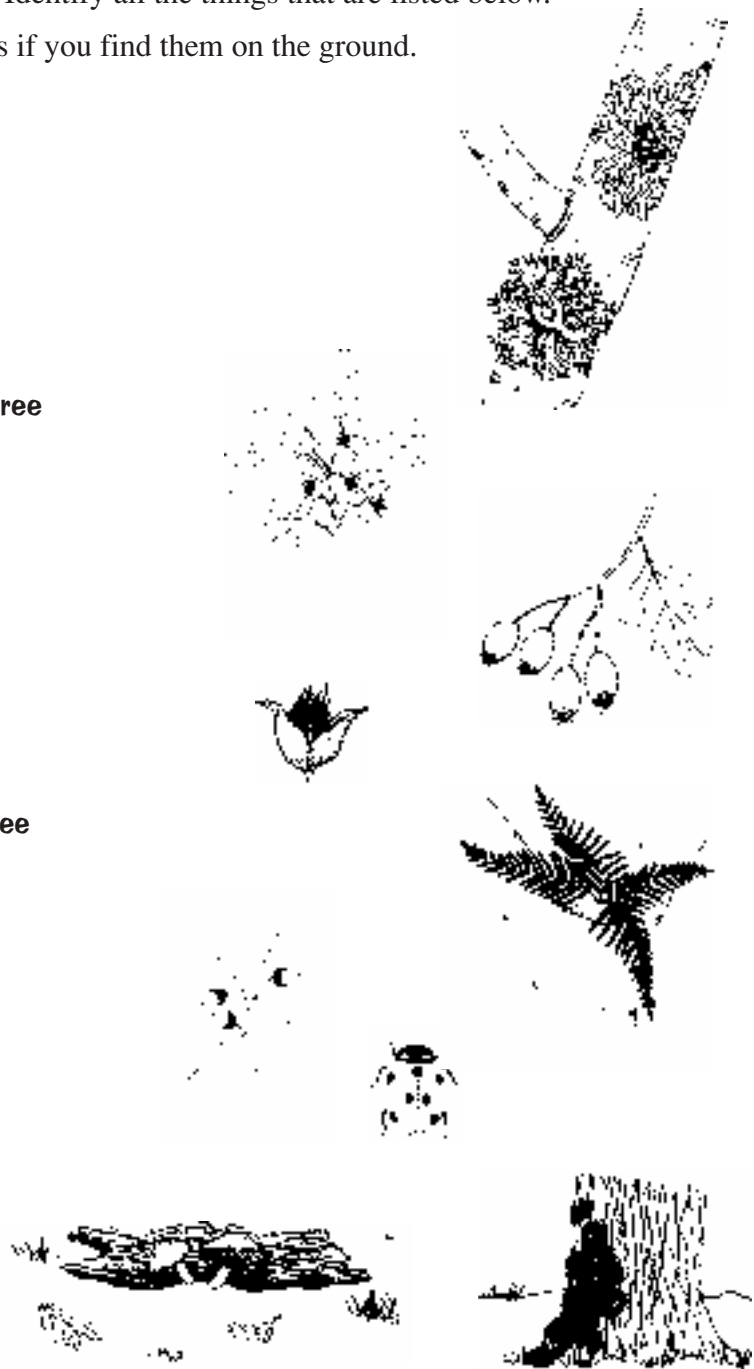 Identify all the things that are listed below.
s if you find them on the ground.
ree
ee